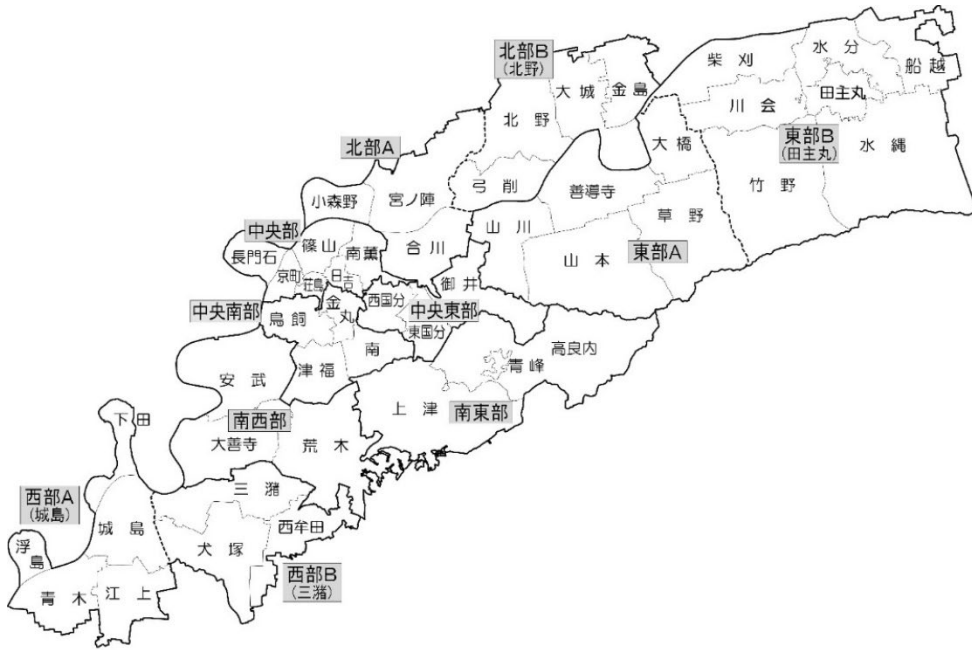 北部B
(北野)
大城
金島
柴刈
水分
船越
田主丸
川会
北野
東部B
(田主丸)
水縄
大橋
竹野
北部A
弓削
善導寺
小森野
宮ノ陣
草野
山川
中央部
篠山
南薫
合川
山本
東部A
長門石
京町
荘島
日吉
御井
西国分
中央東部
東国分
中央南部
鳥飼
金丸
南
津福
青峰
高良内
安武
上津
南東部
下田
南西部
大善寺
荒木
三潴
西部A
(城島)
城島
西牟田
犬塚
浮島
西部B
(三潴)
青木
江上